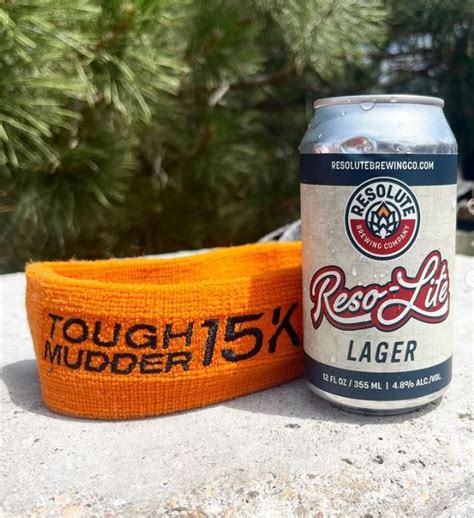 TOUGH
MUDDER 15K
RESOLUTEBREWINGCO.COM
RESOLUTE
BREWING COMPANY
Reso-Lite
LAGER
12 FL OZ / 355 ML | 4.8% ALC./VOL.